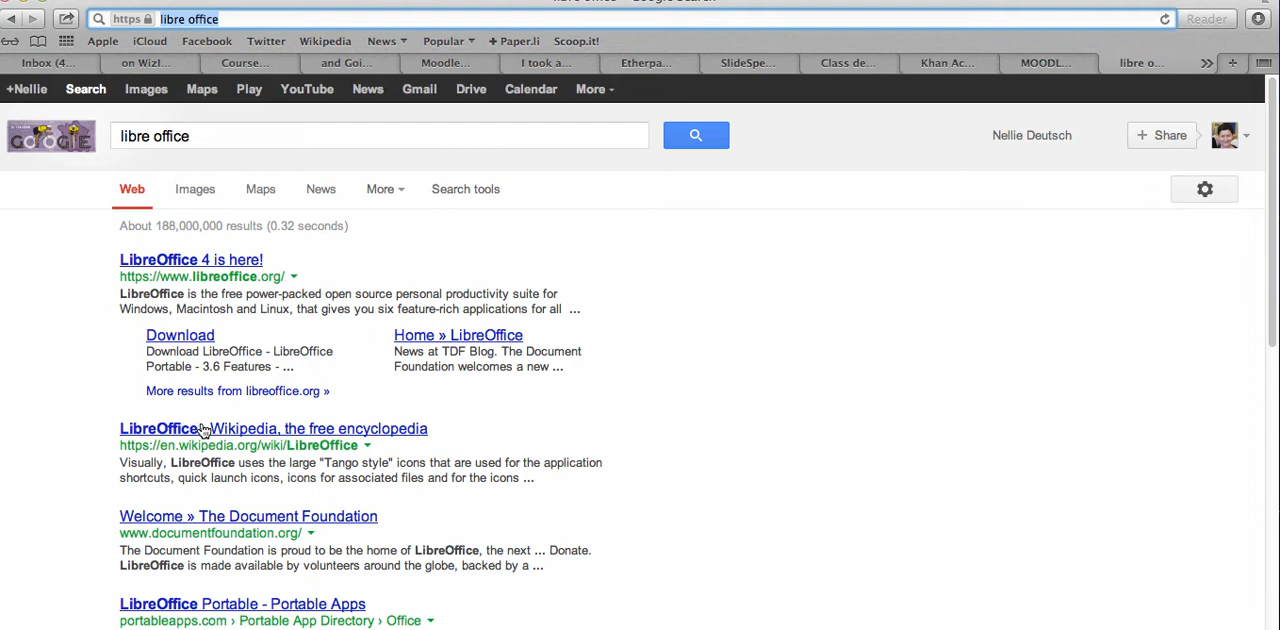 https libre office Reader
Apple iCloud Facebook Twitter Wikipedia News Popular + Paper.li Scoop.it!
Inbox (4... on WizI... Course... and Goi... Moodle... I took a... Etherpa... SlideSpe... Class de... Khan Ac... MOODL... libre o... »
+Nellie Search Images Maps Play YouTube News Gmail Drive Calendar More
GOOGLE libre office Nellie Deutsch + Share
Web Images Maps News More Search tools
About 188,000,000 results (0.32 seconds)
LibreOffice 4 is here!
https://www.libreoffice.org/
LibreOffice is the free power-packed open source personal productivity suite for
Windows, Macintosh and Linux, that gives you six feature-rich applications for all ...
Download Home » LibreOffice
Download LibreOffice - LibreOffice News at TDF Blog. The Document
Portable - 3.6 Features - ... Foundation welcomes a new ...
More results from libreoffice.org »
LibreOffice Wikipedia, the free encyclopedia
https://en.wikipedia.org/wiki/LibreOffice
Visually, LibreOffice uses the large "Tango style" icons that are used for the application
shortcuts, quick launch icons, icons for associated files and for the icons ...
Welcome » The Document Foundation
www.documentfoundation.org/
The Document Foundation is proud to be the home of LibreOffice, the next ... Donate.
LibreOffice is made available by volunteers around the globe, backed by a ...
LibreOffice Portable - Portable Apps
portableapps.com › Portable App Directory › Office